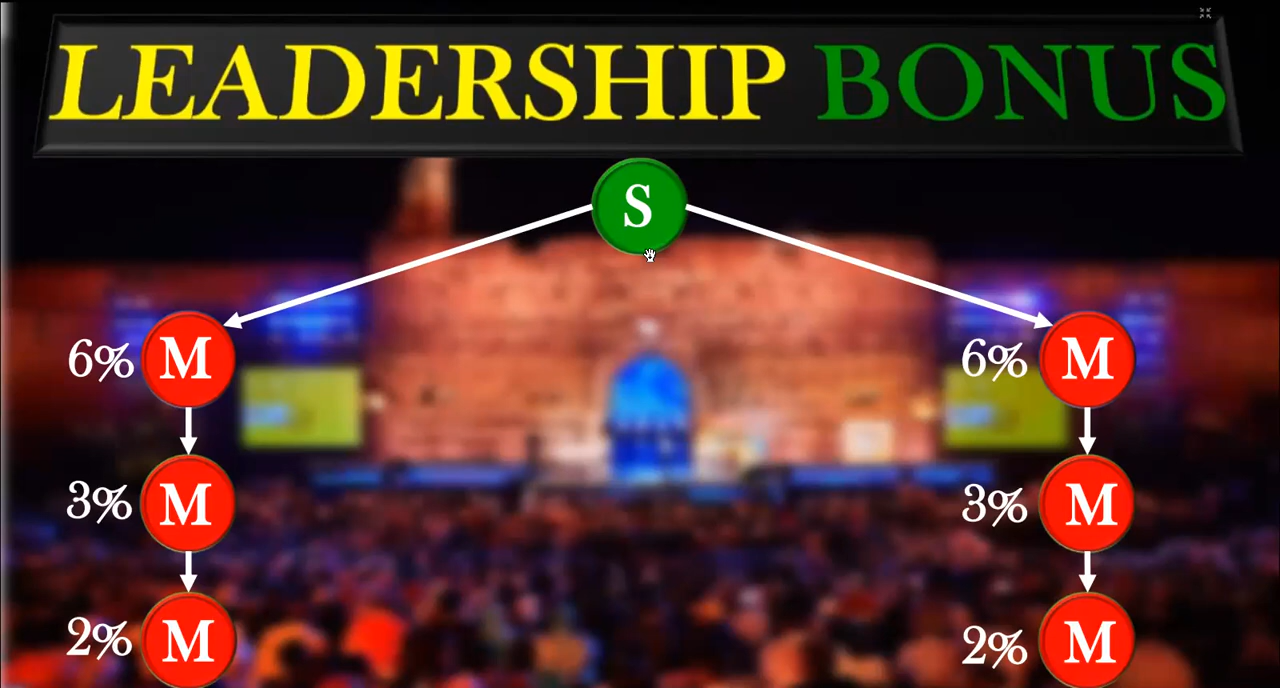 LEADERSHIP BONUS
S
6% M 6% M
3% M 3% M
2% M 2% M